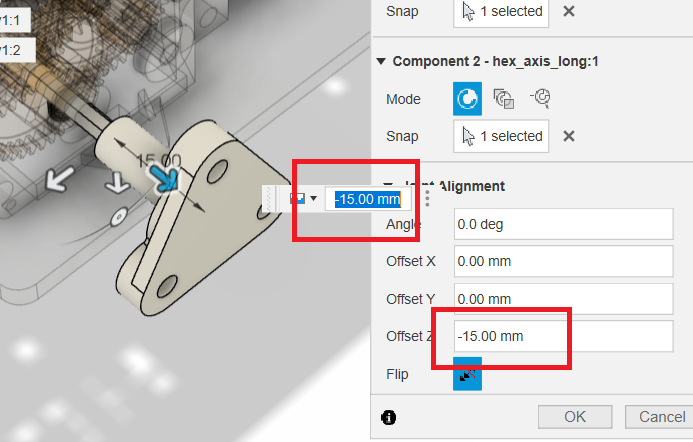 Snap 1 selected
v1:1
v1:2
Component 2 - hex_axis_long:1
Mode
Snap 1 selected
15.00
Joint Alignment
-15.00 mm
Angle 0.0 deg
Offset X 0.00 mm
Offset Y 0.00 mm
Offset Z -15.00 mm
Flip
OK Cancel